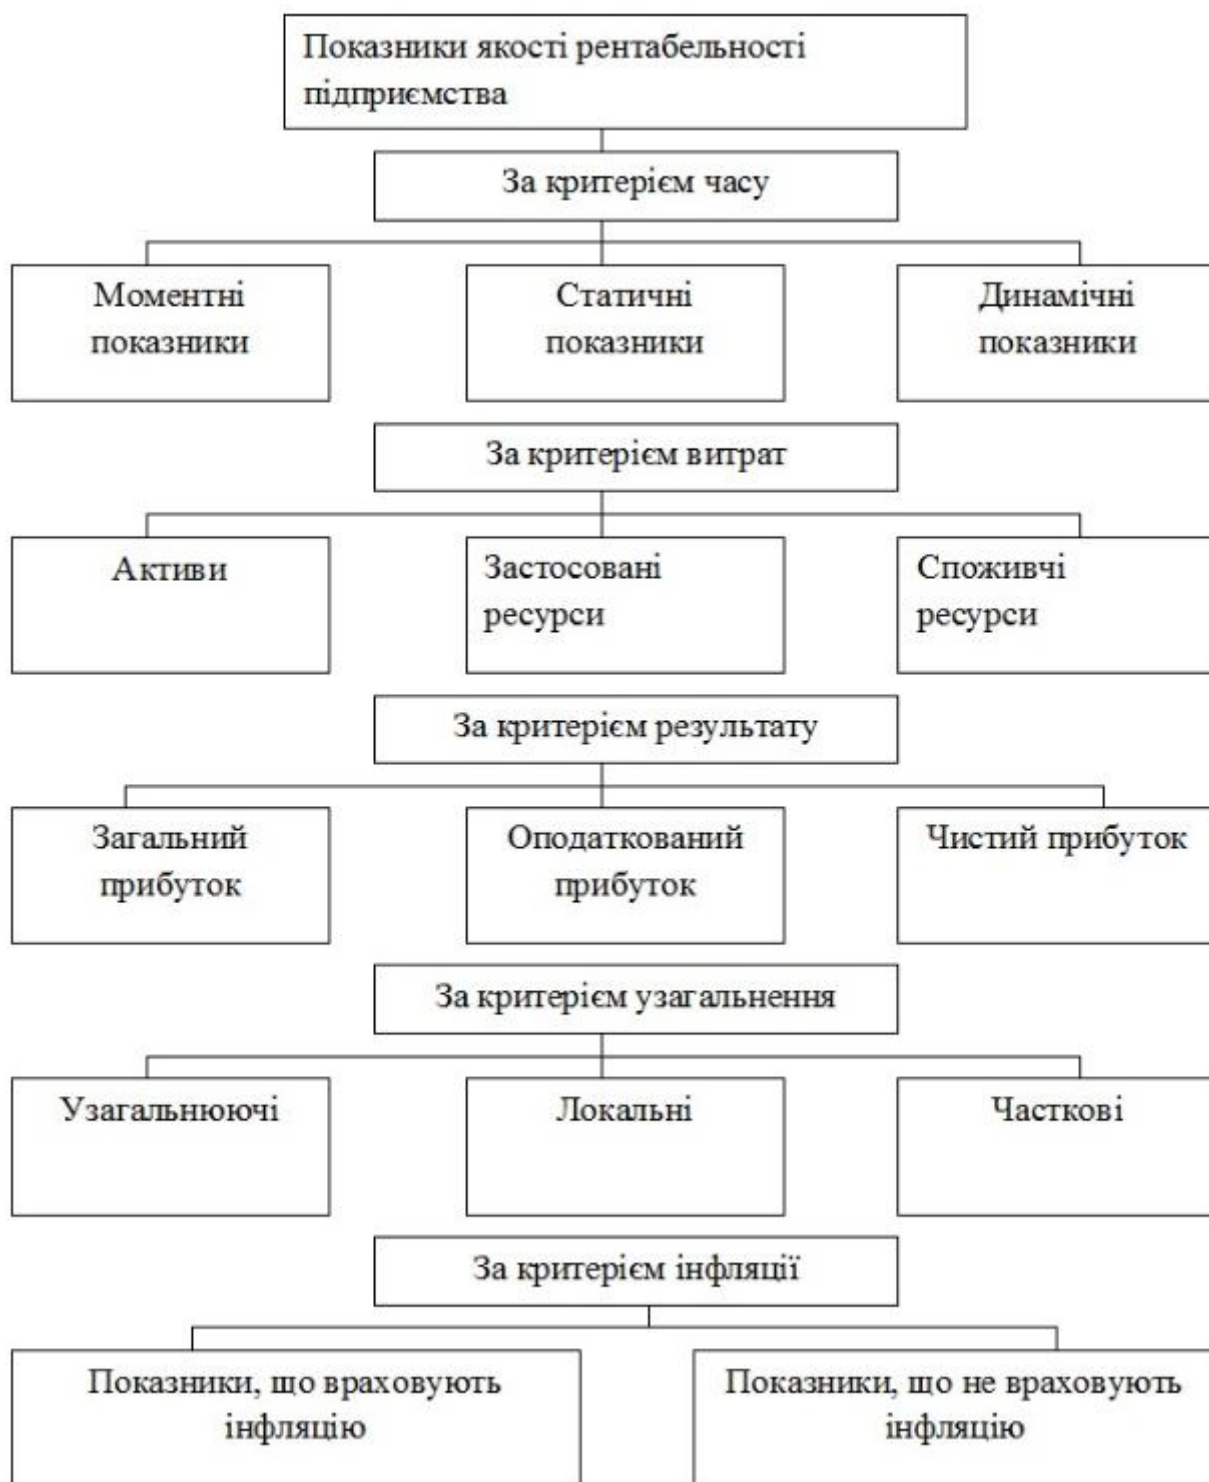 Показники якості рентабельності
підприємства
За критерієм часу
Моментні
показники
Статичні
показники
Динамічні
показники
За критерієм витрат
Активи
Застосовані
ресурси
Споживчі
ресурси
За критерієм результату
Загальний
прибуток
Оподаткований
прибуток
Чистий прибуток
За критерієм узагальнення
Узагальнюючі
Локальні
Часткові
За критерієм інфляції
Показники, що враховують
інфляцію
Показники, що не враховують
інфляцію